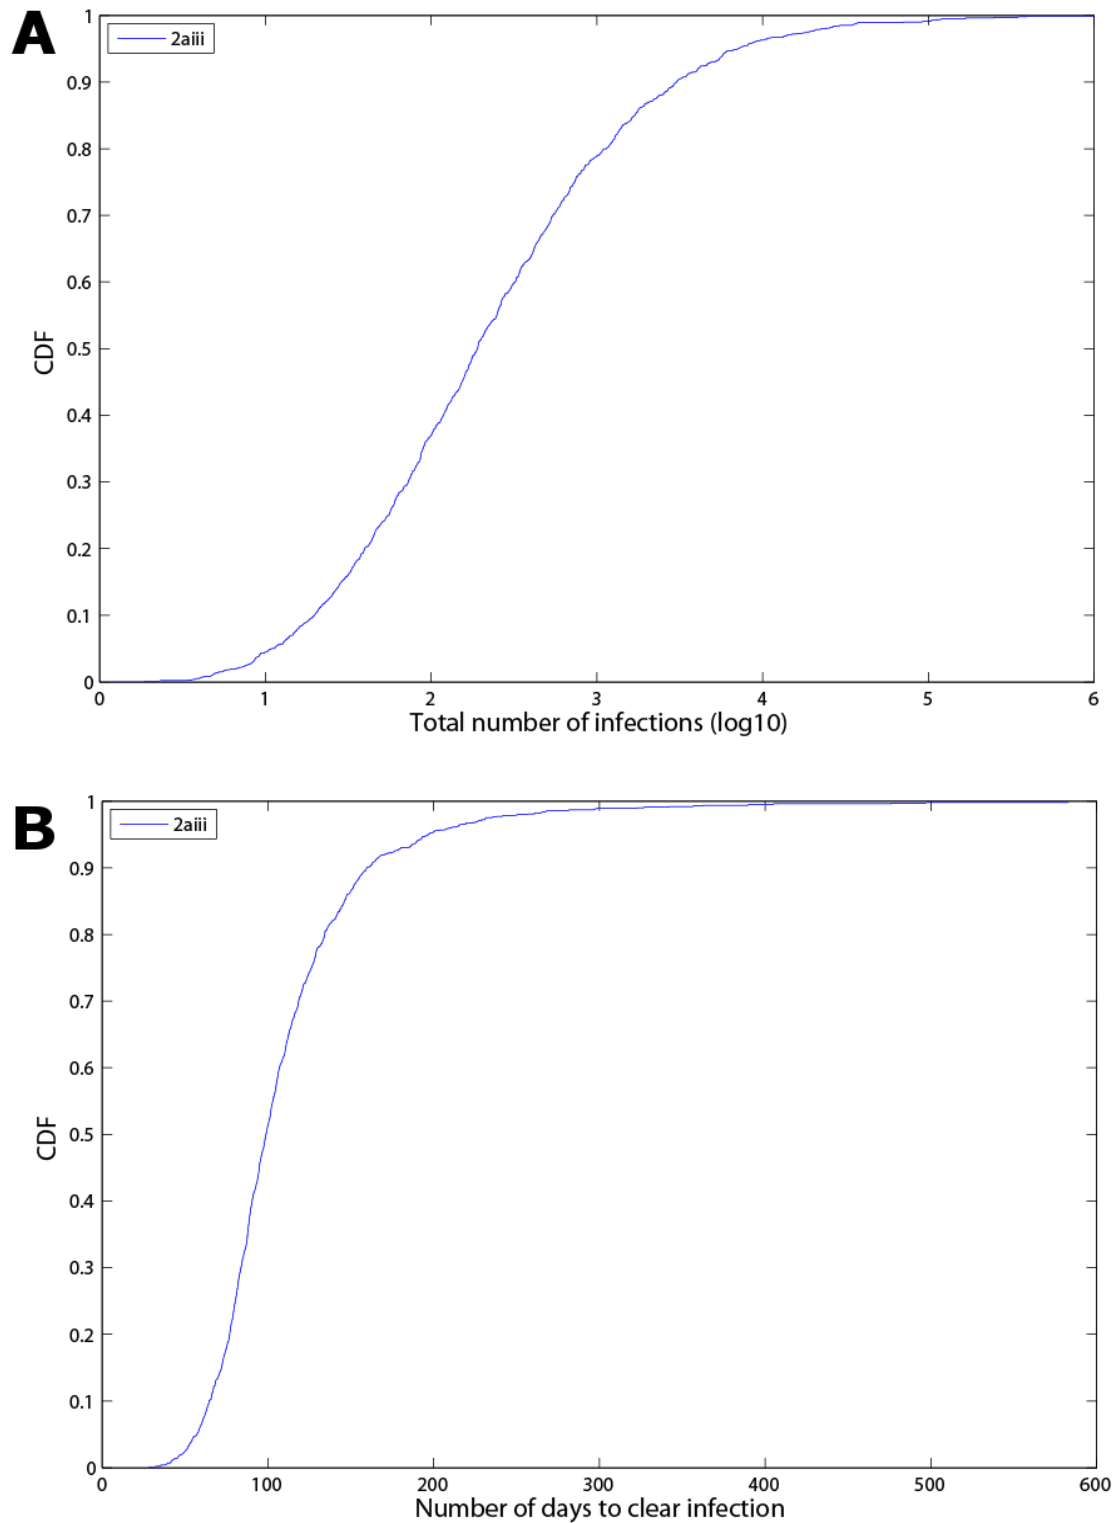 A
2aiii
1
0.9
0.8
0.7
0.6
0.5
0.4
0.3
0.2
0.1
0
CDF
0 1 2 3 4 5 6
Total number of infections (log10)
B
2aiii
1
0.9
0.8
0.7
0.6
0.5
0.4
0.3
0.2
0.1
0
CDF
0 100 200 300 400 500 600
Number of days to clear infection